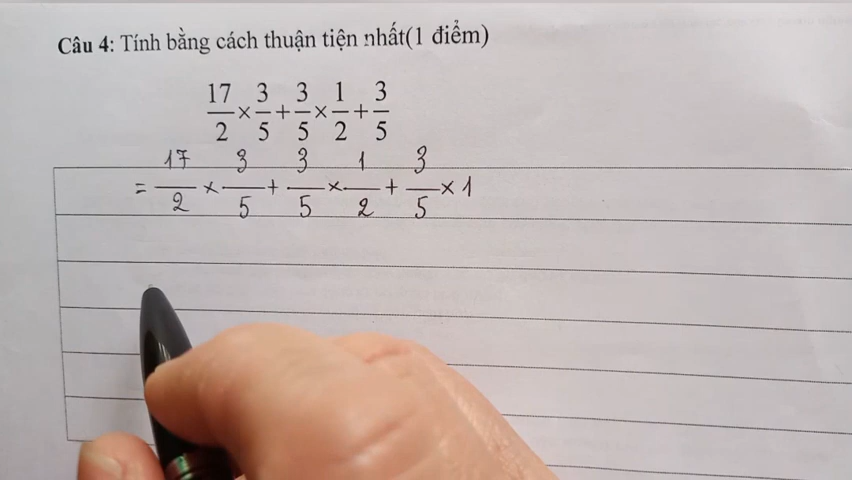 Câu 4: Tính bằng cách thuận tiện nhất(1 điểm)
17/2 × 3/5 + 3/5 × 1/2 + 3/5
= 17/2 × 3/5 + 3/5 × 1/2 + 3/5 × 1